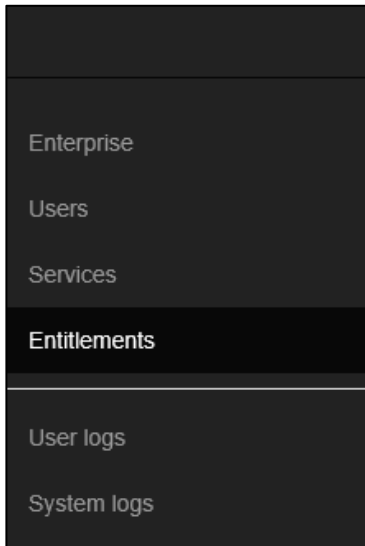 Enterprise
Users
Services
Entitlements
User logs
System logs